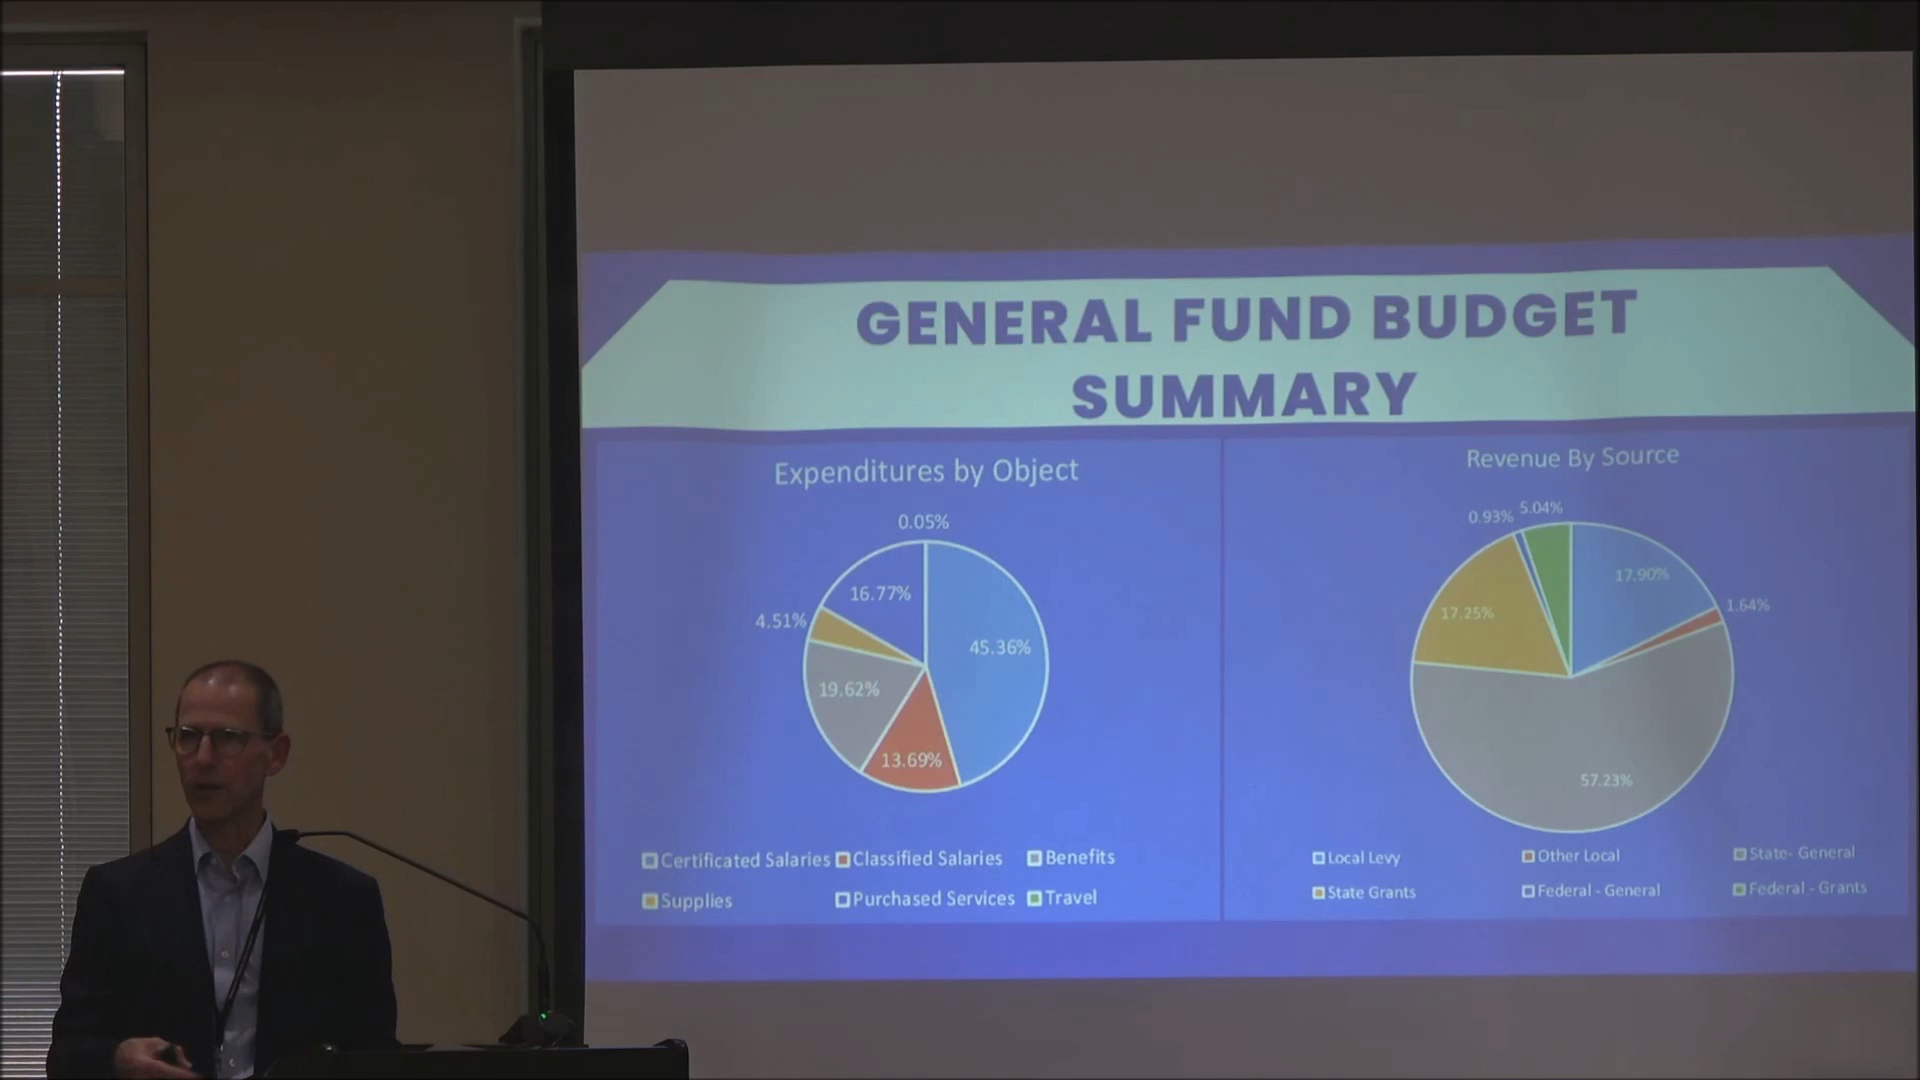 GENERAL FUND BUDGET
SUMMARY
Expenditures by Object
0.05%
16.77%
4.51%
45.36%
19.62%
13.69%
Certificated Salaries Classified Salaries Benefits
Supplies Purchased Services Travel
Revenue By Source
0.93% 5.04%
17.90%
1.64%
17.25%
57.23%
Local Levy Other Local State- General
State Grants Federal - General Federal - Grants